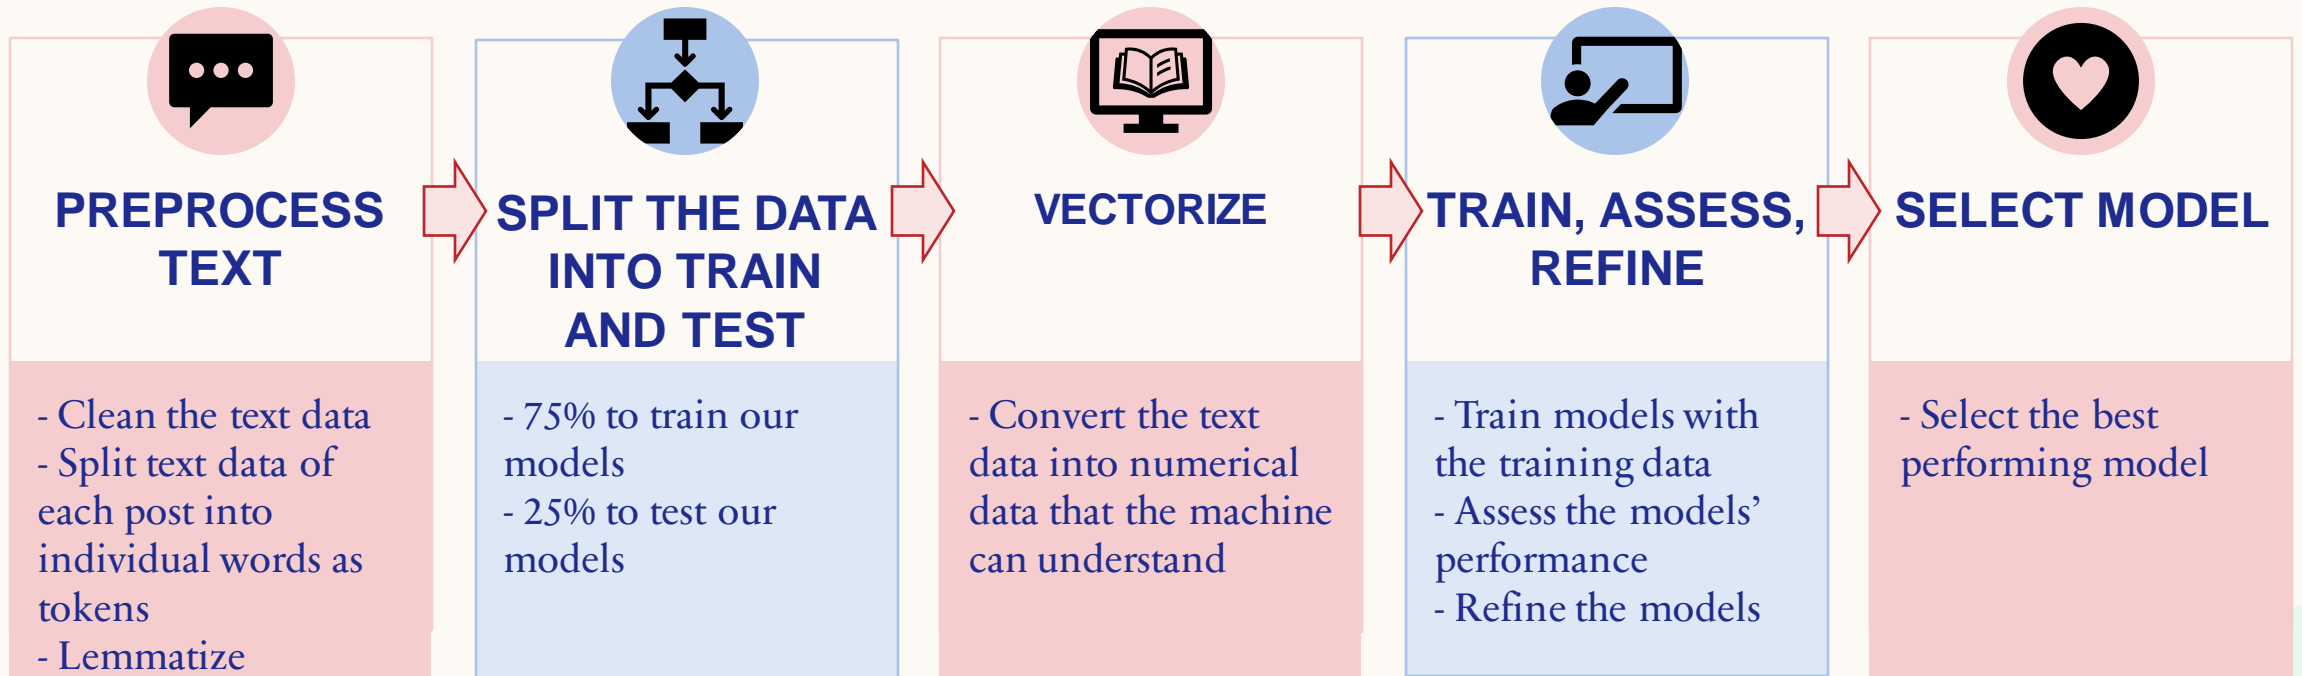 PREPROCESS
TEXT
- Clean the text data
- Split text data of
each post into
individual words as
tokens
- Lemmatize
SPLIT THE DATA
INTO TRAIN
AND TEST
- 75% to train our
models
- 25% to test our
models
VECTORIZE
- Convert the text
data into numerical
data that the machine
can understand
TRAIN, ASSESS,
REFINE
- Train models with
the training data
- Assess the models’
performance
- Refine the models
SELECT MODEL
- Select the best
performing model